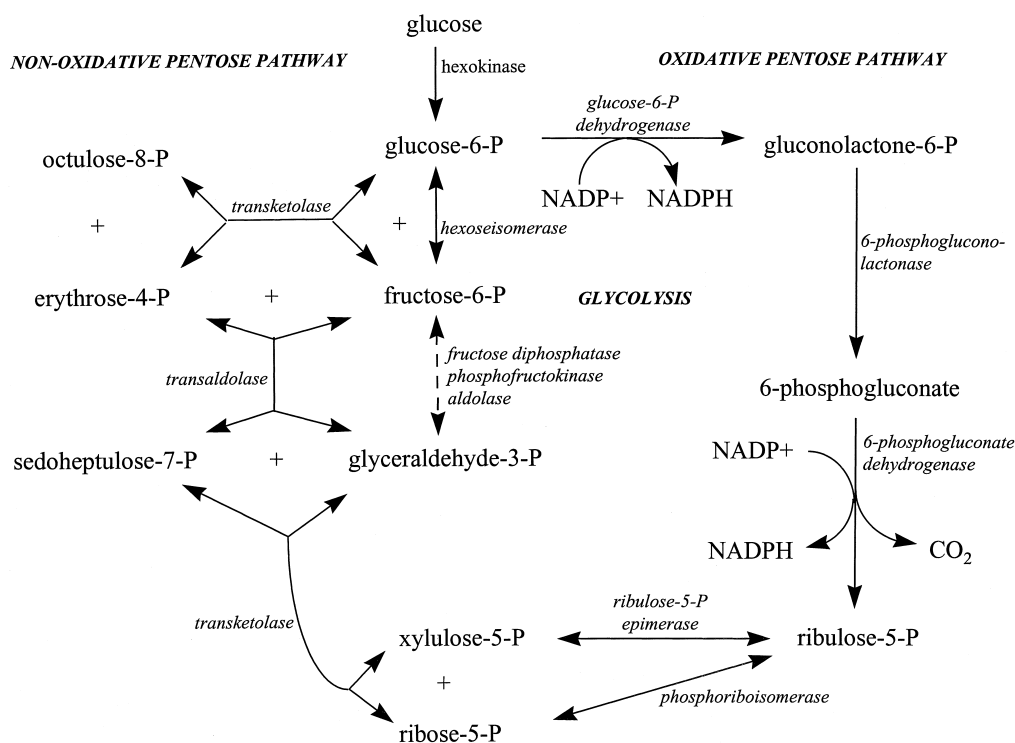 glucose
NON-OXIDATIVE PENTOSE PATHWAY
OXIDATIVE PENTOSE PATHWAY
hexokinase
glucose-6-P
dehydrogenase
octulose-8-P
glucose-6-P
gluconolactone-6-P
NADP+
NADPH
transketolase
+
+
hexoseisomerase
6-phosphoglucono-
lactonase
erythrose-4-P
+
fructose-6-P
GLYCOLYSIS
fructose diphosphatase
phosphofructokinase
aldolase
transaldolase
6-phosphogluconate
sedoheptulose-7-P
+
glyceraldehyde-3-P
NADP+
6-phosphogluconate
dehydrogenase
NADPH
CO2
transketolase
ribulose-5-P
epimerase
xylulose-5-P
ribulose-5-P
+
phosphoriboisomerase
ribose-5-P